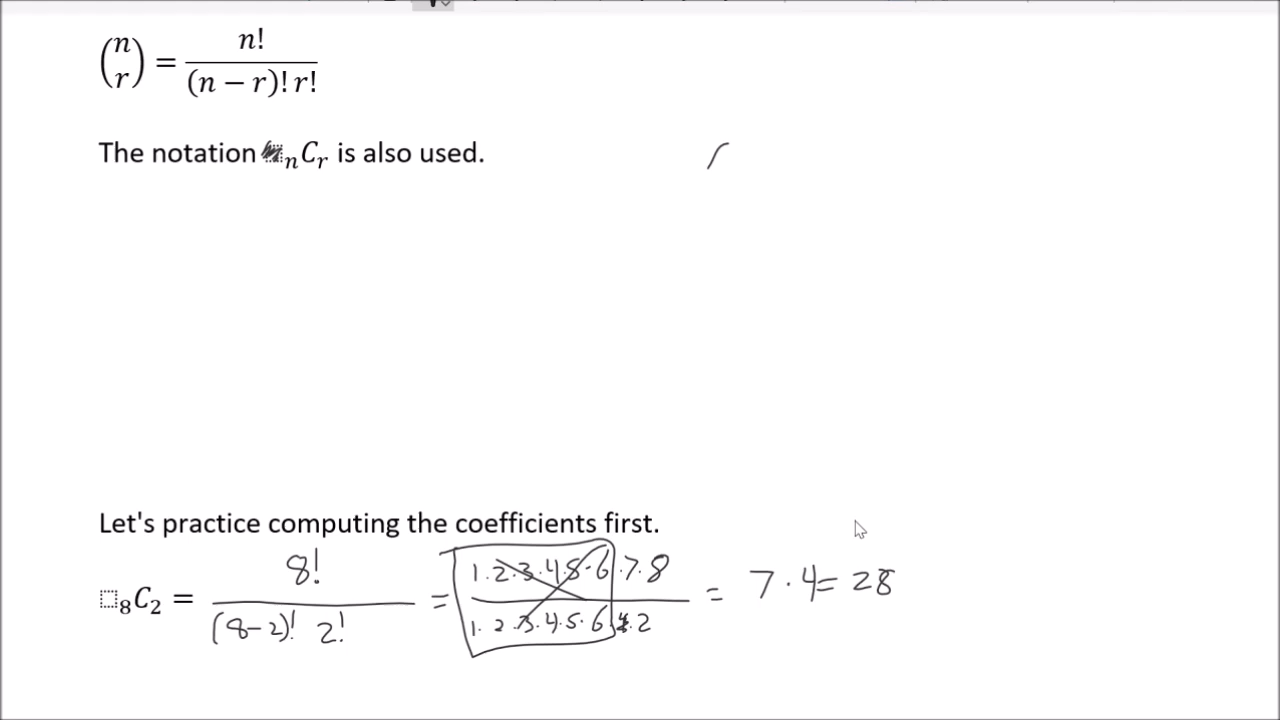 (n r) = n! / (n − r)! r!
The notation nCr is also used.
Let's practice computing the coefficients first.
8C2 = 8! / (8-2)! 2! = 1·2·3·4·5·6·7·8 / 1·2·3·4·5·6·1·2 = 7·4 = 28